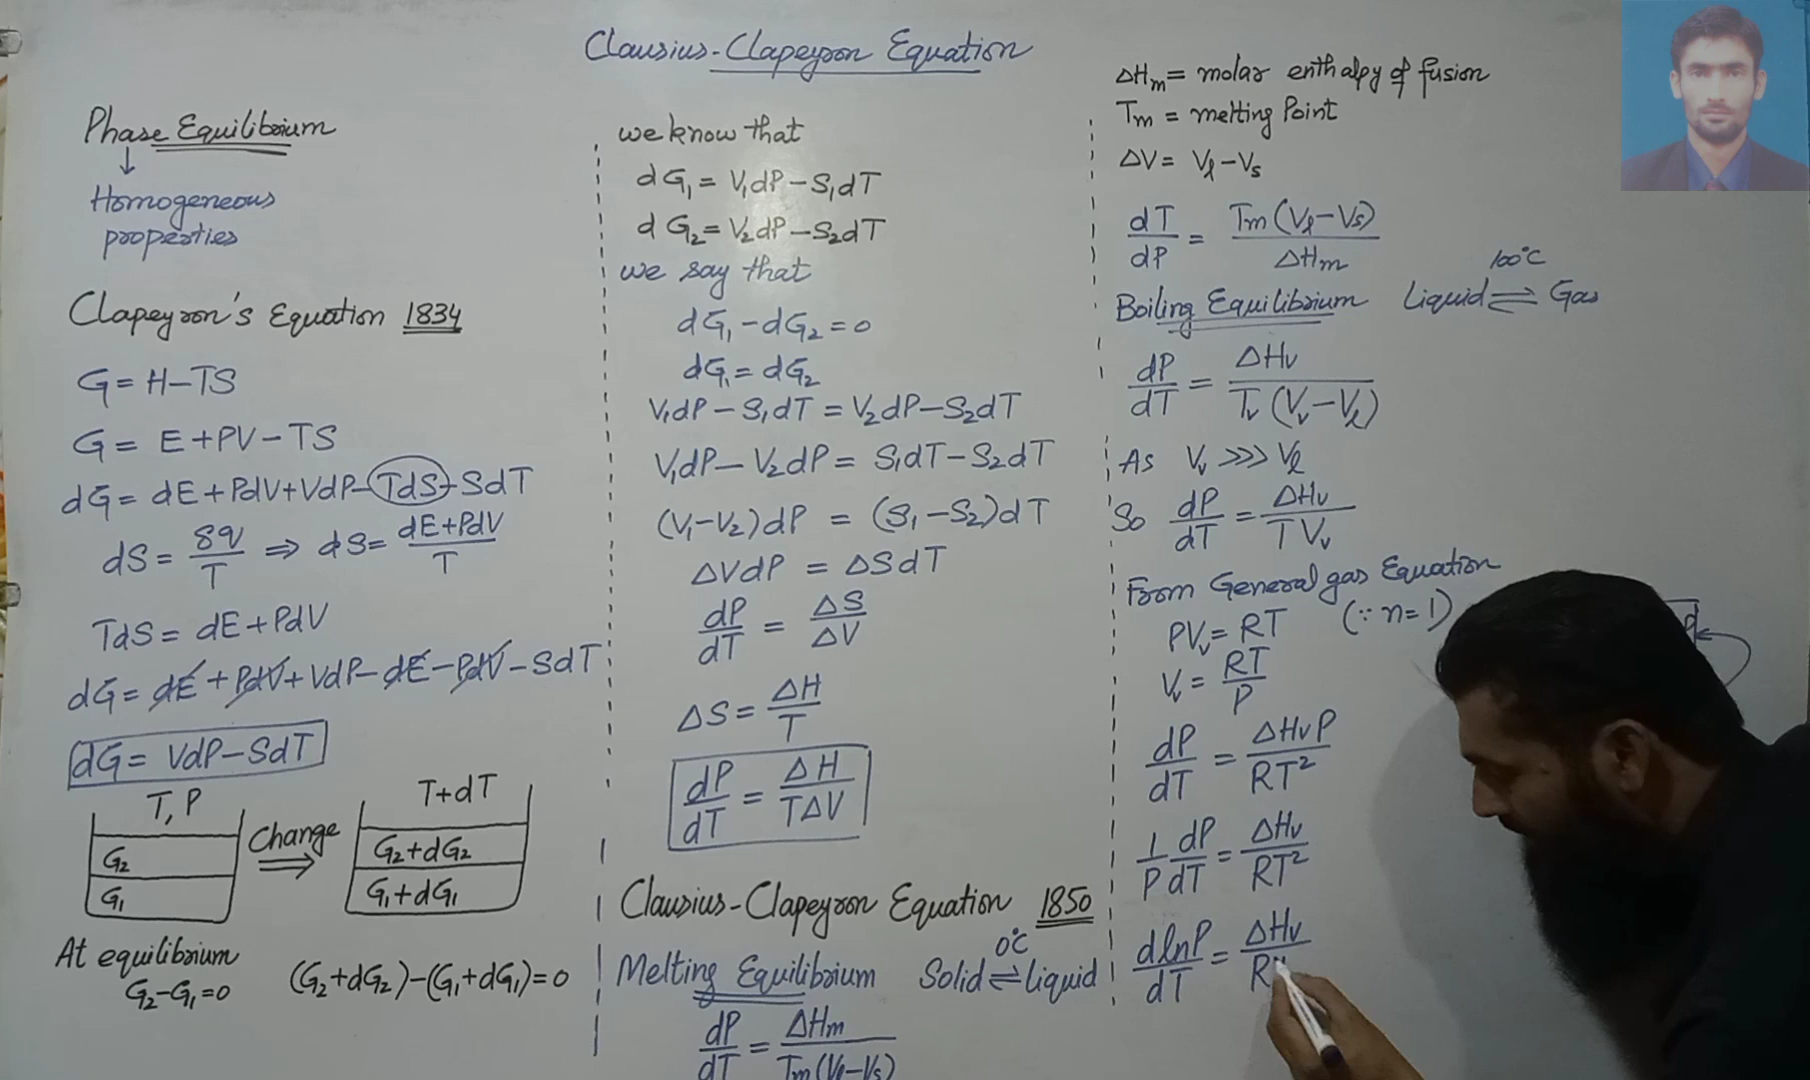 Clausius-Clapeyron Equation
Phase Equilibrium
↓
Homogeneous
properties
Clapeyron's Equation 1834
G = H-TS
G = E+PV-TS
dG = dE+PdV+VdP-TdS-SdT
dS = δq/T ⇒ dS = (dE+PdV)/T
TdS = dE+PdV
dG = dE+PdV+VdP-dE-PdV-SdT
dG = VdP-SdT
T, P
T+dT
Change
⇒
G₂
G₁
G₂+dG₂
G₁+dG₁
At equilibrium
G₂-G₁=0
(G₂+dG₂)-(G₁+dG₁)=0
we know that
dG₁ = V₁dP-S₁dT
dG₂ = V₂dP-S₂dT
we say that
dG₁-dG₂=0
dG₁=dG₂
V₁dP-S₁dT = V₂dP-S₂dT
V₁dP-V₂dP = S₁dT-S₂dT
(V₁-V₂)dP = (S₁-S₂)dT
ΔVdP = ΔSdT
dP/dT = ΔS/ΔV
ΔS = ΔH/T
dP/dT = ΔH/TΔV
Clausius-Clapeyron Equation 1850
Melting Equilibrium Solid ⇌ liquid 0°C
dP/dT = ΔHm/Tm(Vl-Vs)
ΔHm = molar enthalpy of fusion
Tm = melting Point
ΔV = Vl-Vs
dT/dP = Tm(Vl-Vs)/ΔHm
Boiling Equilibrium Liquid ⇌ Gas 100°C
dP/dT = ΔHv/Tv(Vv-Vl)
As Vv >>> Vl
So dP/dT = ΔHv/TVv
From General gas Equation
PVv = RT (∵ n=1)
Vv = RT/P
dP/dT = ΔHvP/RT²
1/P dP/dT = ΔHv/RT²
dlnP/dT = ΔHv/R